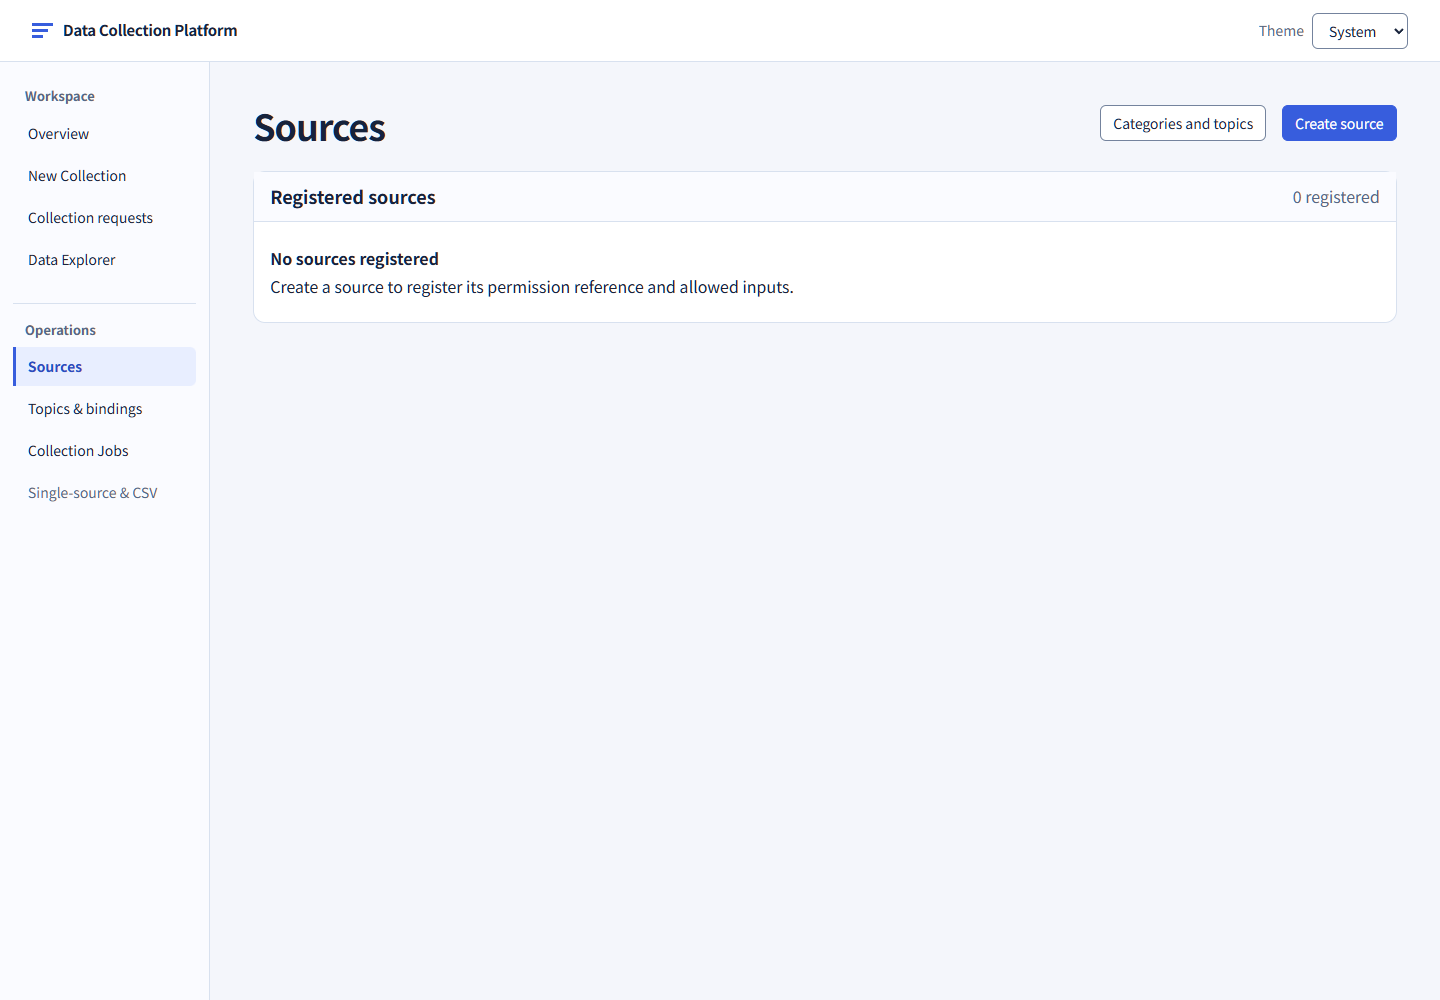 Data Collection Platform
Theme
System
Workspace
Overview
New Collection
Collection requests
Data Explorer
Operations
Sources
Topics & bindings
Collection Jobs
Single-source & CSV
Sources
Categories and topics
Create source
Registered sources
0 registered
No sources registered
Create a source to register its permission reference and allowed inputs.